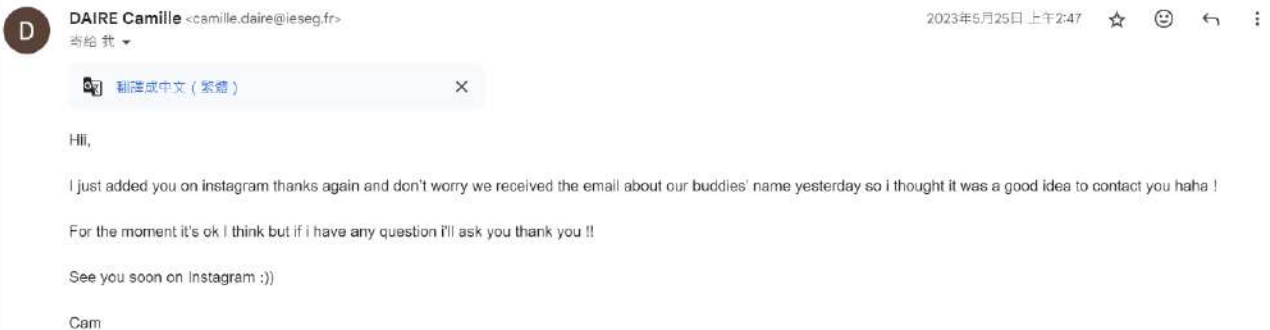 D
DAIRE Camille <camille.daire@ieseg.fr>
2023年5月25日 上午2:47
寄給 我
翻譯成中文（繁體）
Hii,
I just added you on instagram thanks again and don't worry we received the email about our buddies' name yesterday so i thought it was a good idea to contact you haha !
For the moment it's ok I think but if i have any question i'll ask you thank you !!
See you soon on Instagram :))
Cam